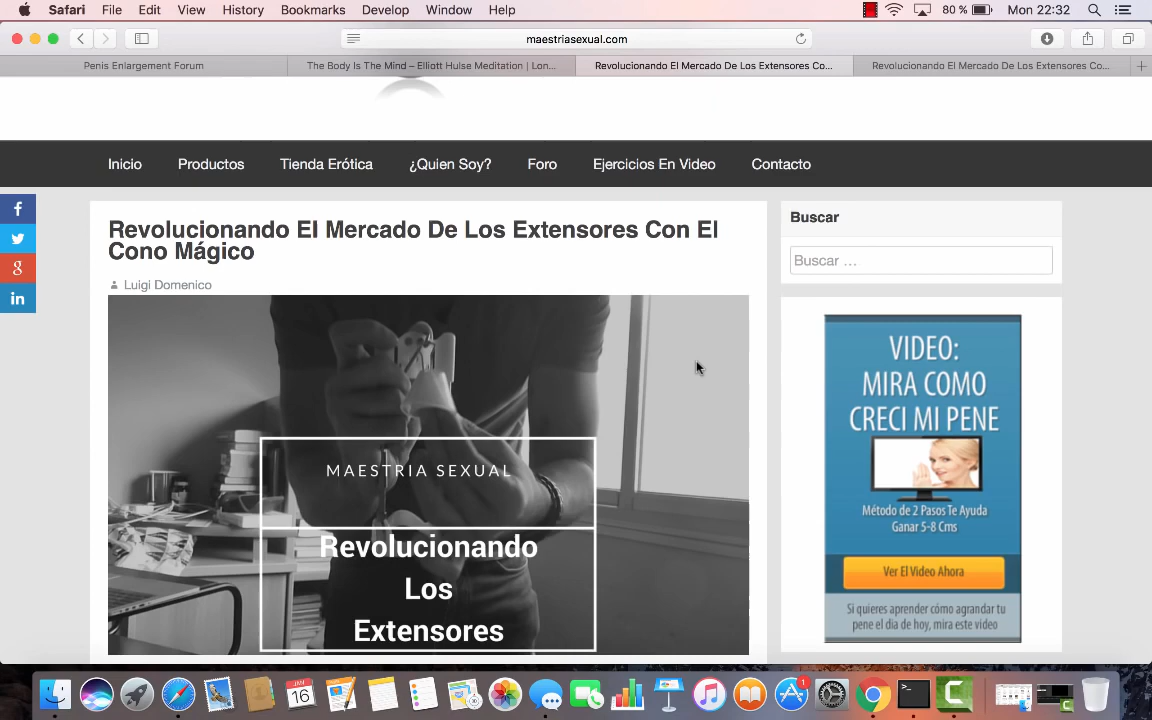 Safari File Edit View History Bookmarks Develop Window Help 80 % Mon 22:32
maestriasexual.com
Penis Enlargement Forum The Body Is The Mind – Elliott Hulse Meditation | Lon... Revolucionando El Mercado De Los Extensores Co... Revolucionando El Mercado De Los Extensores Co...
Inicio Productos Tienda Erótica ¿Quien Soy? Foro Ejercicios En Video Contacto
f
8
in
Revolucionando El Mercado De Los Extensores Con El
Cono Mágico
Luigi Domenico
MAESTRIA SEXUAL
Revolucionando
Los
Extensores
Buscar
Buscar …
VIDEO:
MIRA COMO
CRECI MI PENE
Método de 2 Pasos Te Ayuda
Ganar 5-8 Cms
Ver El Video Ahora
Si quieres aprender cómo agrandar tu
pene el dia de hoy, mira este video
JAN
16
1